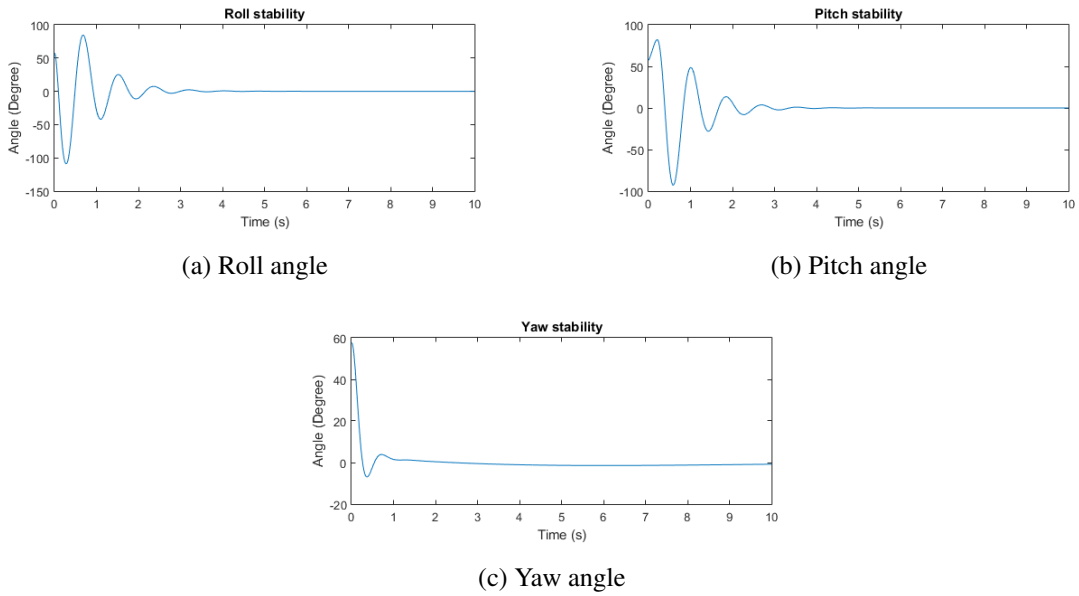 Roll stability
100
50
0
-50
-100
-150
Angle (Degree)
0 1 2 3 4 5 6 7 8 9 10
Time (s)
(a) Roll angle
Pitch stability
100
50
0
-50
-100
Angle (Degree)
0 1 2 3 4 5 6 7 8 9 10
Time (s)
(b) Pitch angle
Yaw stability
60
40
20
0
-20
Angle (Degree)
0 1 2 3 4 5 6 7 8 9 10
Time (s)
(c) Yaw angle